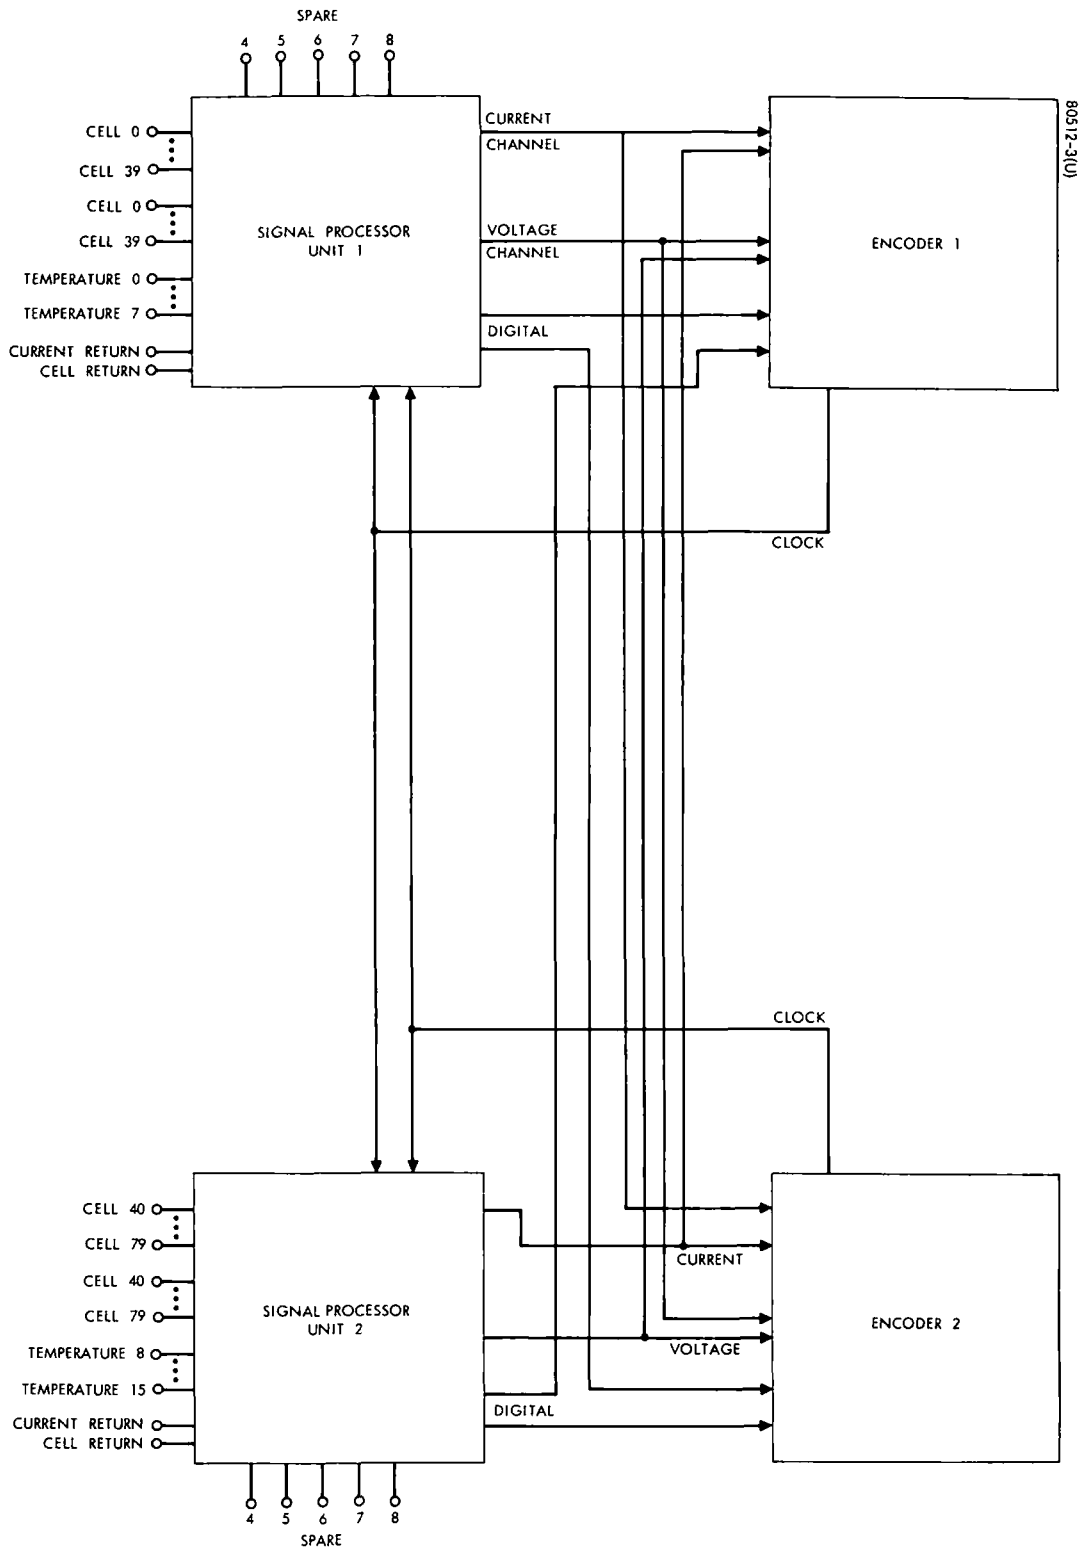 SPARE
4 5 6 7 8
80512-3(U)
CELL 0
CELL 39
CELL 0
CELL 39
TEMPERATURE 0
TEMPERATURE 7
CURRENT RETURN
CELL RETURN
SIGNAL PROCESSOR
UNIT 1
CURRENT
CHANNEL
VOLTAGE
CHANNEL
DIGITAL
ENCODER 1
CLOCK
CLOCK
CELL 40
CELL 79
CELL 40
CELL 79
TEMPERATURE 8
TEMPERATURE 15
CURRENT RETURN
CELL RETURN
SIGNAL PROCESSOR
UNIT 2
CURRENT
VOLTAGE
DIGITAL
ENCODER 2
4 5 6 7 8
SPARE